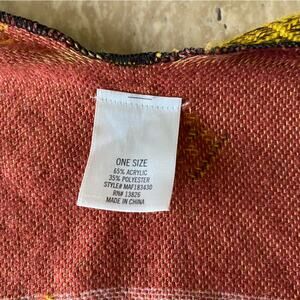 ONE SIZE
65% ACRYLIC
35% POLYESTER
STYLE# MAF183430
RN# 13826
MADE IN CHINA